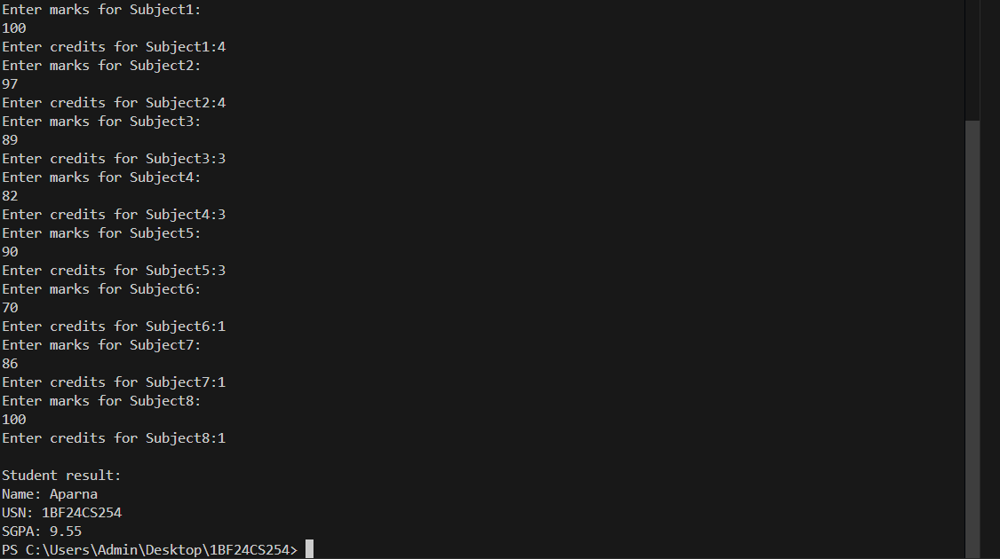 Enter marks for Subject1:
100
Enter credits for Subject1:4
Enter marks for Subject2:
97
Enter credits for Subject2:4
Enter marks for Subject3:
89
Enter credits for Subject3:3
Enter marks for Subject4:
82
Enter credits for Subject4:3
Enter marks for Subject5:
90
Enter credits for Subject5:3
Enter marks for Subject6:
70
Enter credits for Subject6:1
Enter marks for Subject7:
86
Enter credits for Subject7:1
Enter marks for Subject8:
100
Enter credits for Subject8:1
Student result:
Name: Aparna
USN: 1BF24CS254
SGPA: 9.55
PS C:\Users\Admin\Desktop\1BF24CS254>